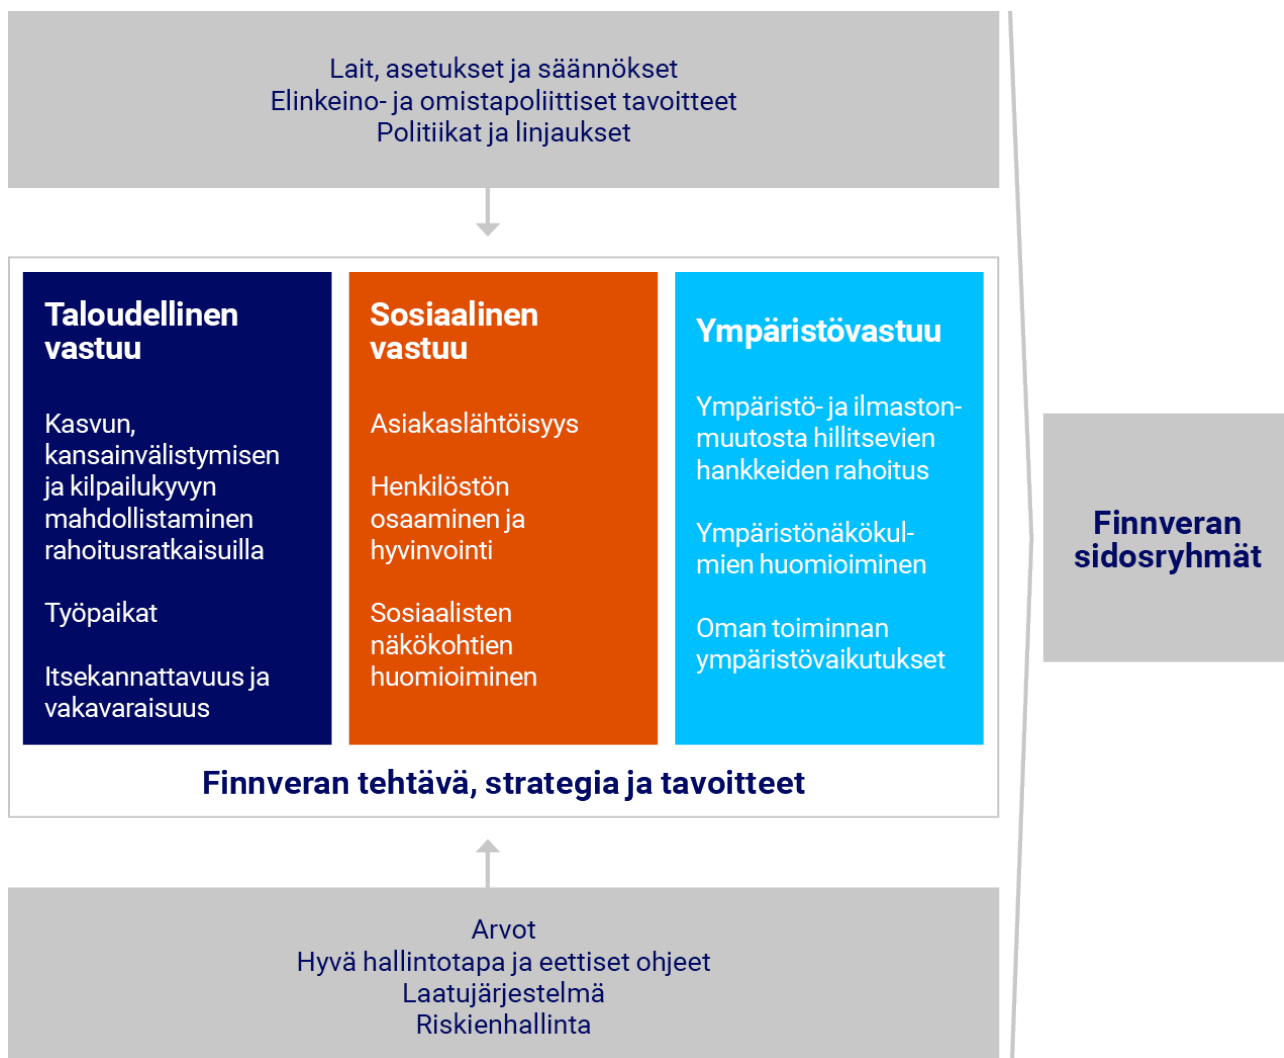 Lait, asetukset ja säännökset
Elinkeino- ja omistapoliittiset tavoitteet
Politiikat ja linjaukset
Taloudellinen
vastuu
Kasvun,
kansainvälistymisen
ja kilpailukyvyn
mahdollistaminen
rahoitusratkaisuilla
Työpaikat
Itsekannattavuus ja
vakavaraisuus
Sosiaalinen
vastuu
Asiakaslähtöisyys
Henkilöstön
osaaminen ja
hyvinvointi
Sosiaalisten
näkökohtien
huomioiminen
Ympäristövastuu
Ympäristö- ja ilmaston-
muutosta hillitsevien
hankkeiden rahoitus
Ympäristönäkökul-
mien huomioiminen
Oman toiminnan
ympäristövaikutukset
Finnveran tehtävä, strategia ja tavoitteet
Arvot
Hyvä hallintotapa ja eettiset ohjeet
Laatujärjestelmä
Riskienhallinta
Finnveran
sidosryhmät